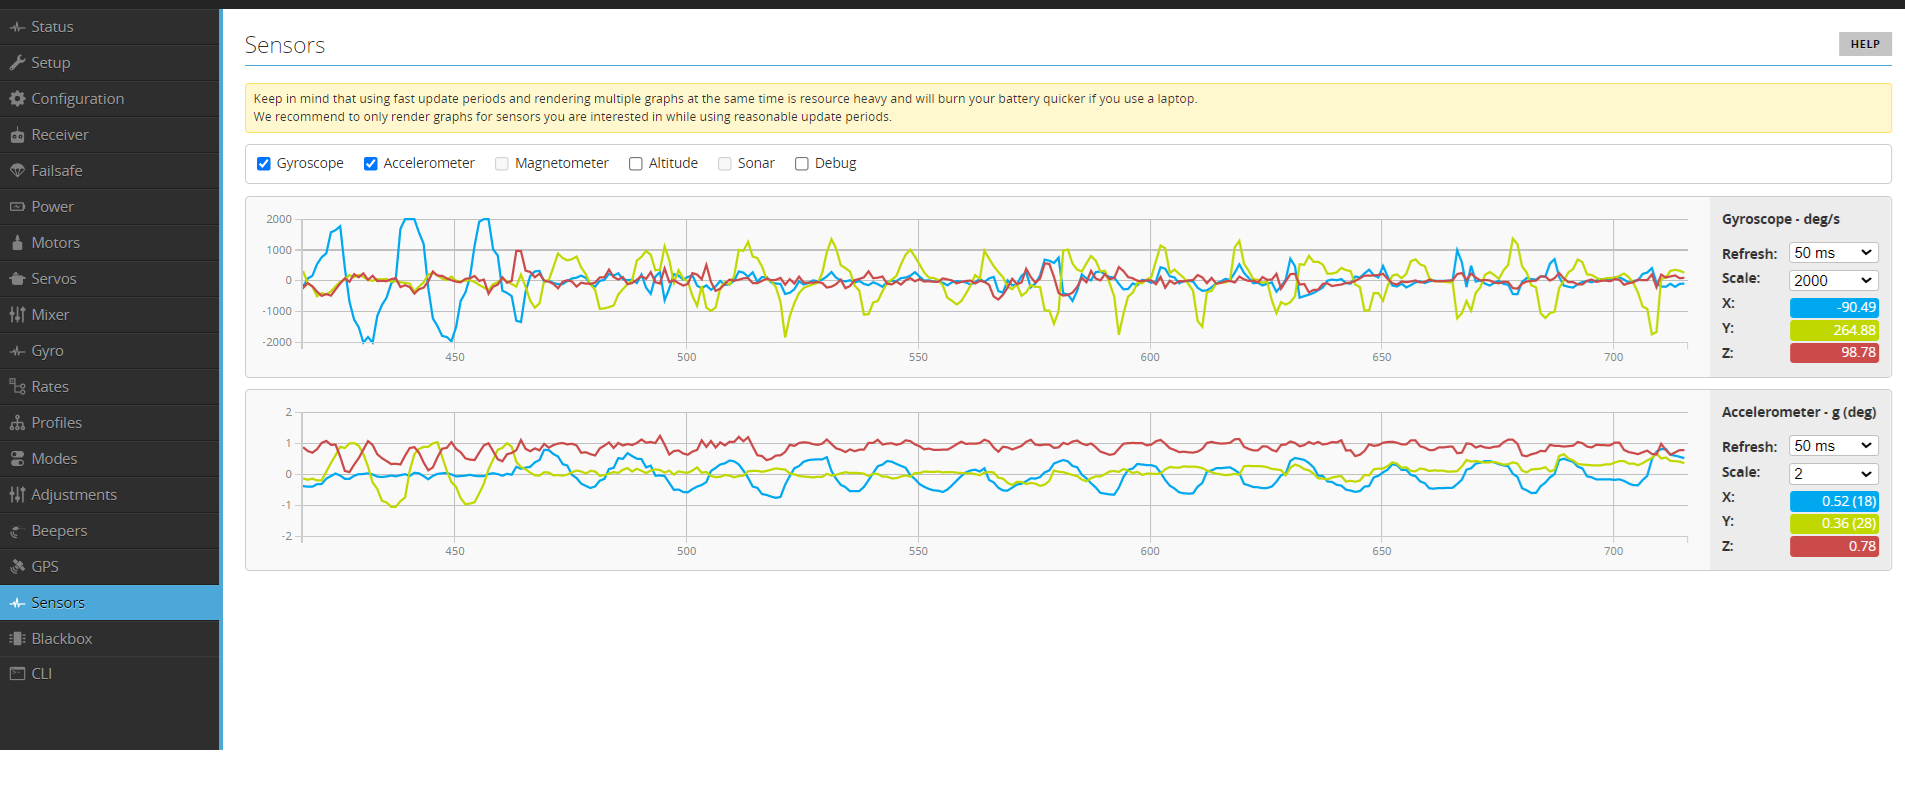 Status
Setup
Configuration
Receiver
Failsafe
Power
Motors
Servos
Mixer
Gyro
Rates
Profiles
Modes
Adjustments
Beepers
GPS
Sensors
Blackbox
CLI
Sensors
HELP
Keep in mind that using fast update periods and rendering multiple graphs at the same time is resource heavy and will burn your battery quicker if you use a laptop.
We recommend to only render graphs for sensors you are interested in while using reasonable update periods.
Gyroscope Accelerometer Magnetometer Altitude Sonar Debug
2000
1000
0
-1000
-2000
450 500 550 600 650 700
Gyroscope - deg/s
Refresh: 50 ms
Scale: 2000
X: -90.49
Y: 264.88
Z: 98.78
2
1
0
-1
-2
450 500 550 600 650 700
Accelerometer - g (deg)
Refresh: 50 ms
Scale: 2
X: 0.52 (18)
Y: 0.36 (28)
Z: 0.78